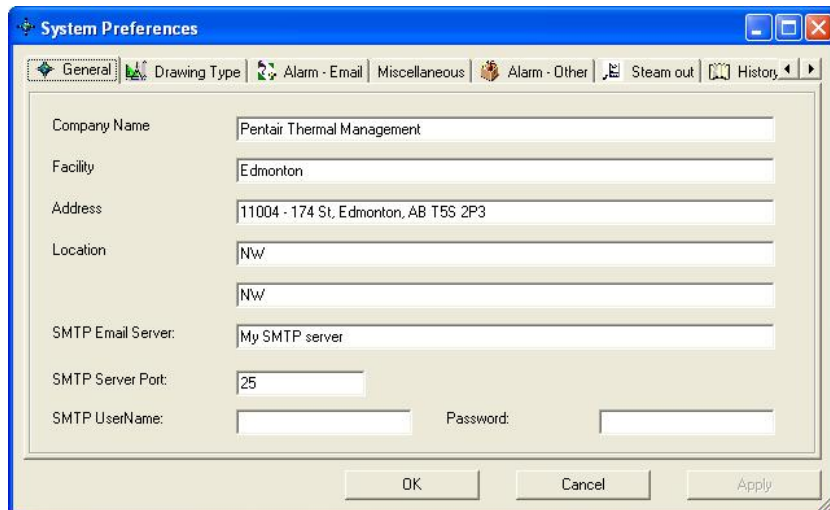 System Preferences
General Drawing Type Alarm - Email Miscellaneous Alarm - Other Steam out History
Company Name Pentair Thermal Management
Facility Edmonton
Address 11004 - 174 St, Edmonton, AB T5S 2P3
Location NW
NW
SMTP Email Server: My SMTP server
SMTP Server Port: 25
SMTP UserName: Password:
OK Cancel Apply